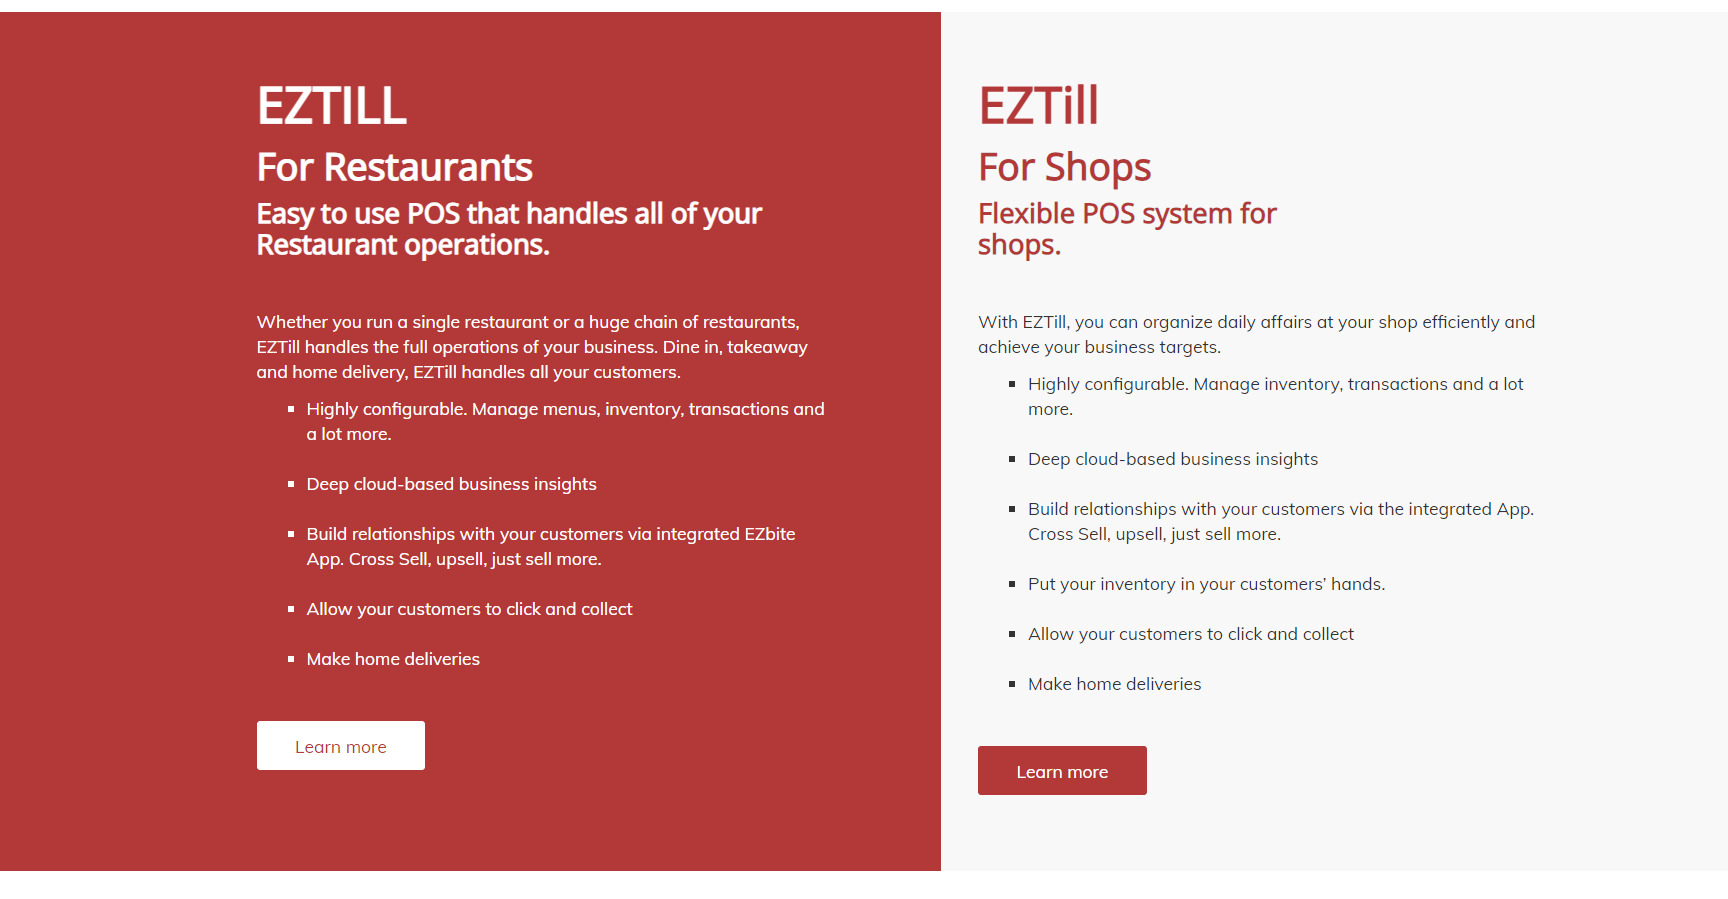 EZTILL
For Restaurants
Easy to use POS that handles all of your
Restaurant operations.
Whether you run a single restaurant or a huge chain of restaurants,
EZTill handles the full operations of your business. Dine in, takeaway
and home delivery, EZTill handles all your customers.
Highly configurable. Manage menus, inventory, transactions and
a lot more.
Deep cloud-based business insights
Build relationships with your customers via integrated EZbite
App. Cross Sell, upsell, just sell more.
Allow your customers to click and collect
Make home deliveries
Learn more
EZTill
For Shops
Flexible POS system for
shops.
With EZTill, you can organize daily affairs at your shop efficiently and
achieve your business targets.
Highly configurable. Manage inventory, transactions and a lot
more.
Deep cloud-based business insights
Build relationships with your customers via the integrated App.
Cross Sell, upsell, just sell more.
Put your inventory in your customers’ hands.
Allow your customers to click and collect
Make home deliveries
Learn more